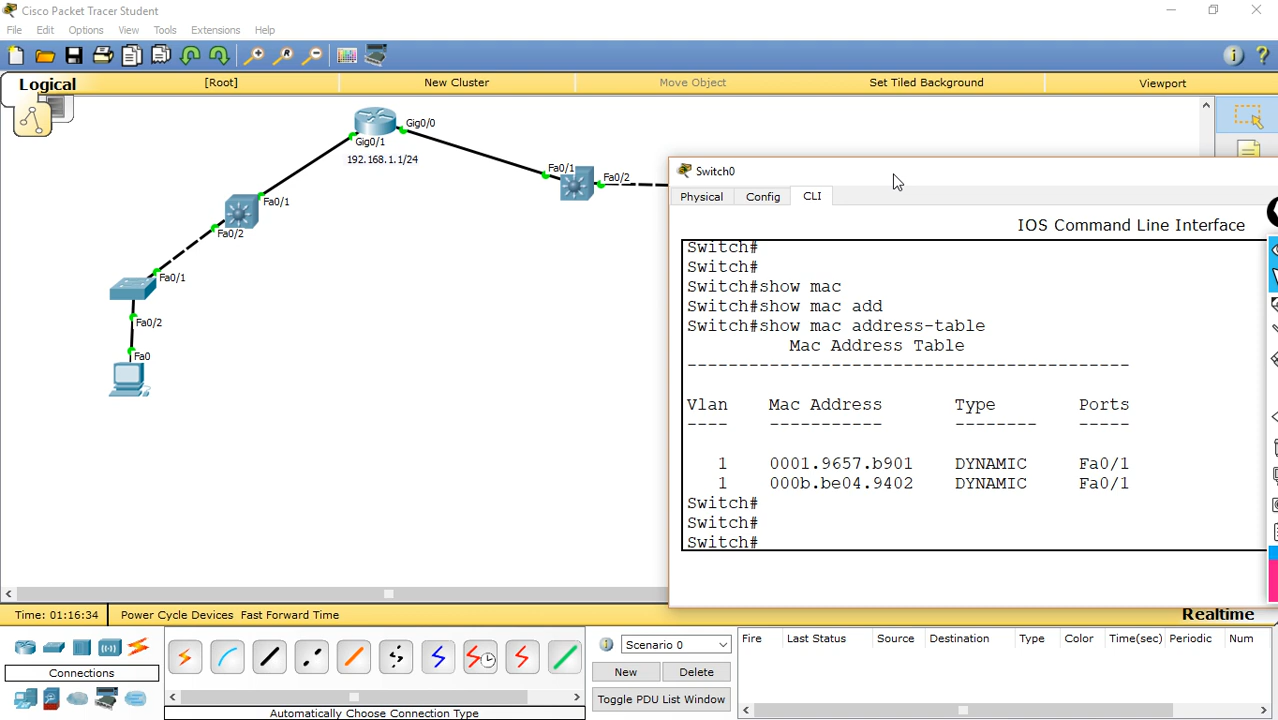 Cisco Packet Tracer Student
File Edit Options View Tools Extensions Help
Logical [Root] New Cluster Move Object Set Tiled Background Viewport
Gig0/0
Gig0/1
192.168.1.1/24
Fa0/1
Fa0/2
Fa0/1
Fa0/2
Fa0/1
Fa0/2
Fa0
Switch0
Physical Config CLI
IOS Command Line Interface
Switch#
Switch#
Switch#show mac
Switch#show mac add
Switch#show mac address-table
Mac Address Table
-------------------------------------------
Vlan Mac Address Type Ports
---- ----------- -------- -----
1 0001.9657.b901 DYNAMIC Fa0/1
1 000b.be04.9402 DYNAMIC Fa0/1
Switch#
Switch#
Switch#
Time: 01:16:34 Power Cycle Devices Fast Forward Time Realtime
Connections
Automatically Choose Connection Type
Scenario 0
New Delete
Toggle PDU List Window
Fire Last Status Source Destination Type Color Time(sec) Periodic Num